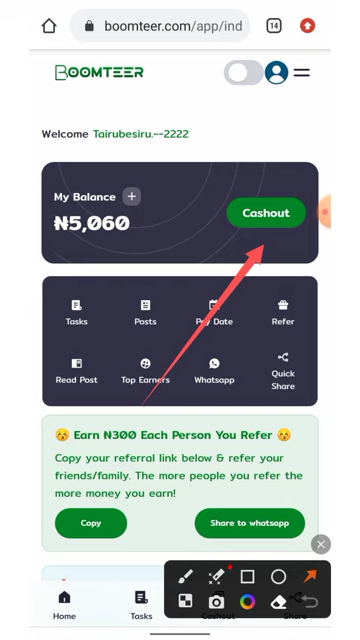 boomteer.com/app/ind
14
BOOMTEER
Welcome Tairubesiru.--2222
My Balance +
₦5,060
Cashout
Tasks Posts Pay Date Refer
Read Post Top Earners Whatsapp Quick Share
😚 Earn ₦300 Each Person You Refer 😚
Copy your referral link below & refer your
friends/family. The more people you refer the
more money you earn!
Copy Share to whatsapp
Home Tasks Cashout Share